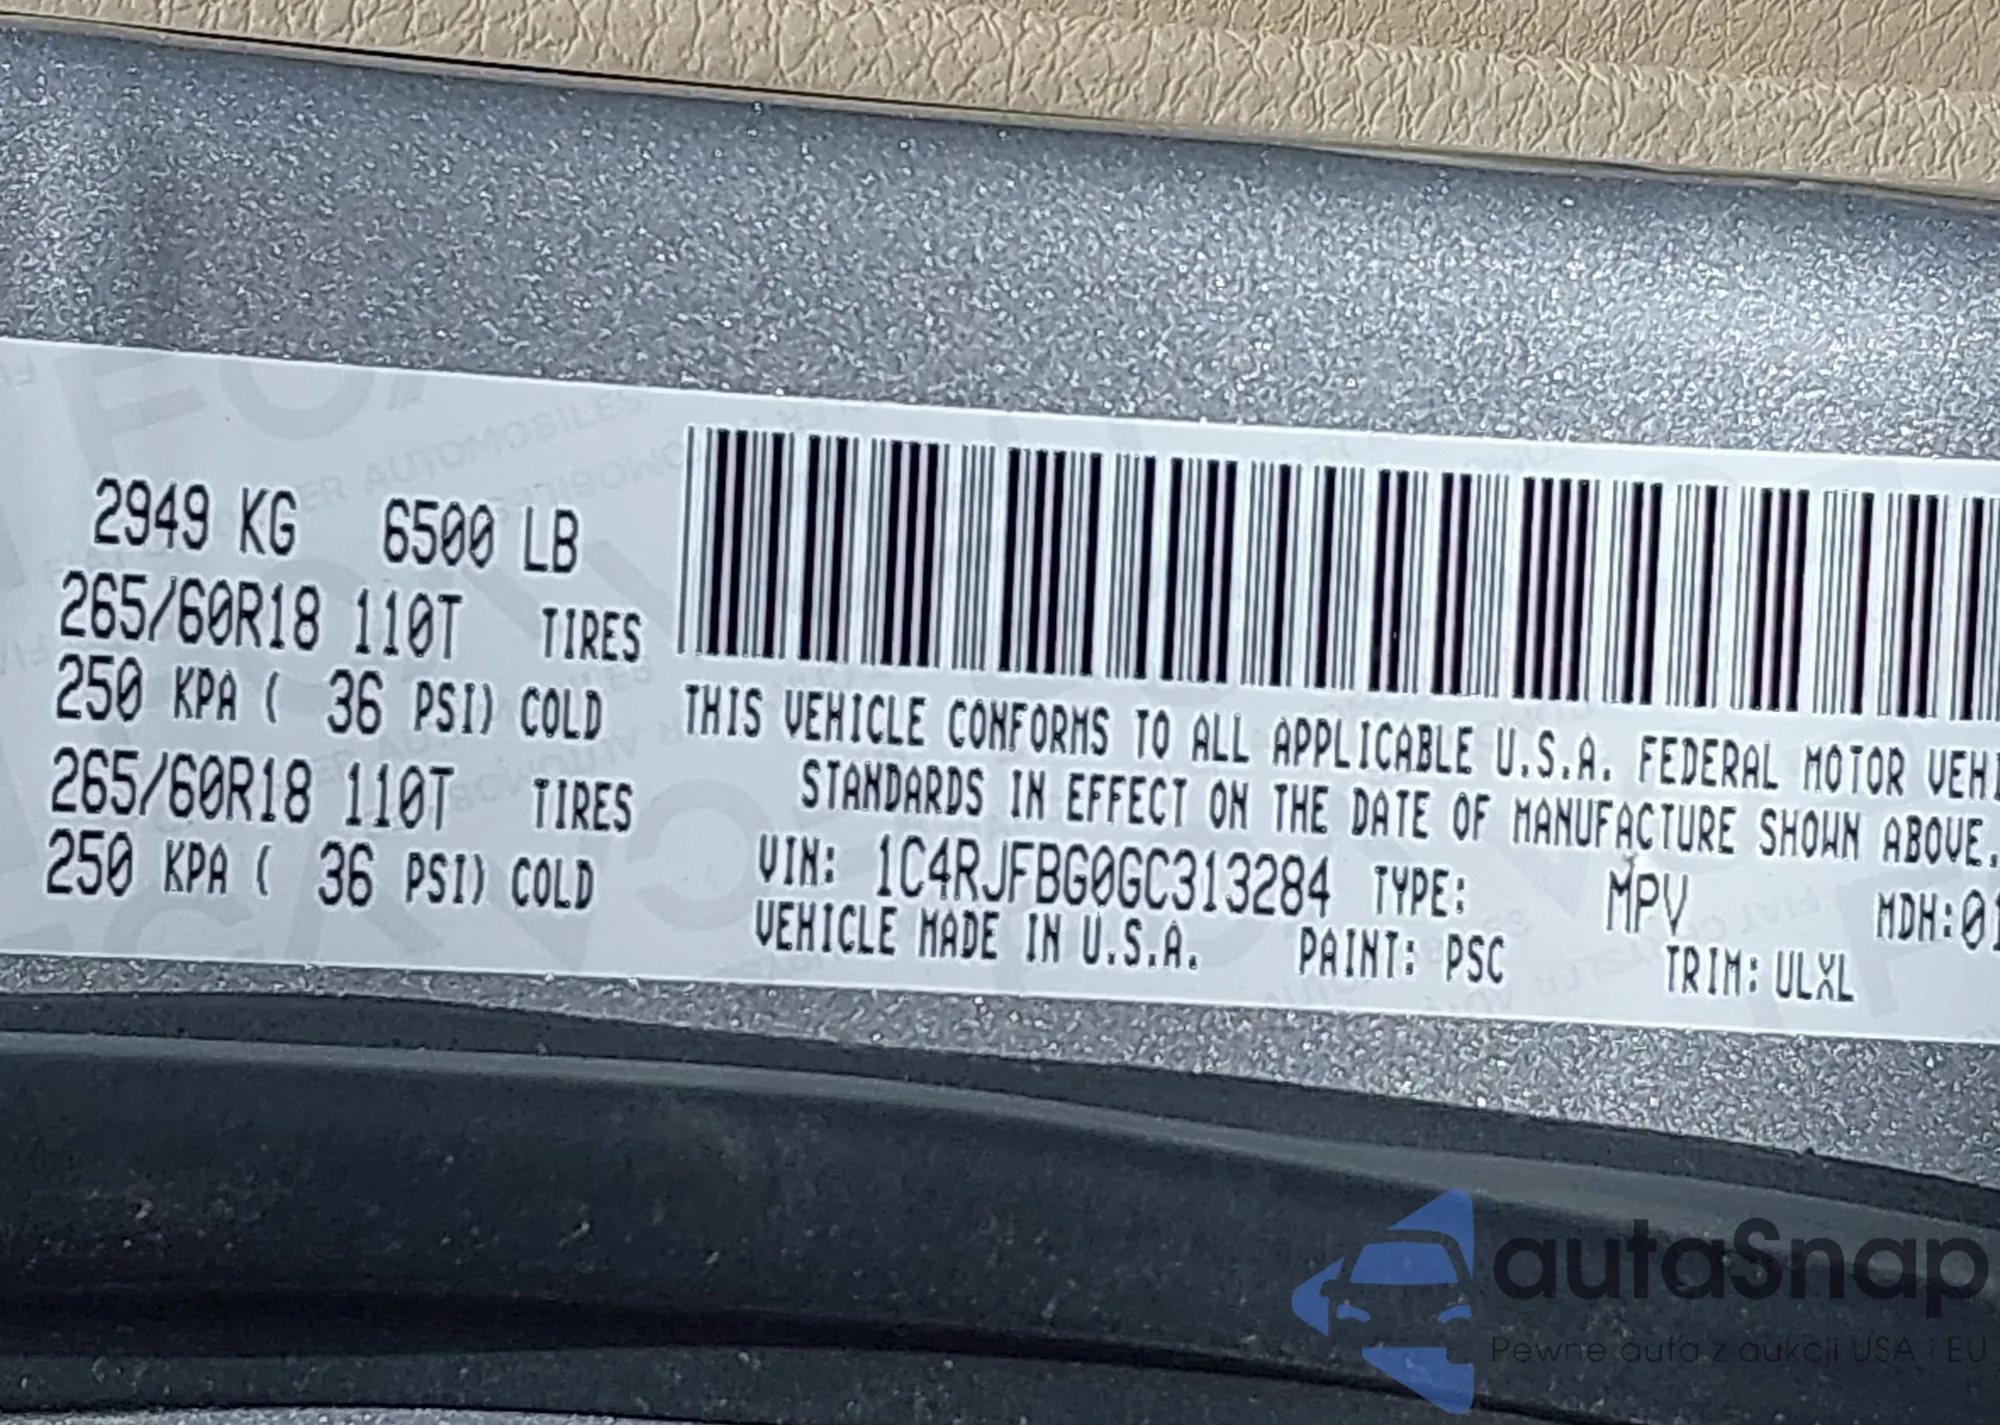 2949 KG 6500 LB
265/60R18 110T TIRES
250 KPA ( 36 PSI) COLD
265/60R18 110T TIRES
250 KPA ( 36 PSI) COLD
THIS VEHICLE CONFORMS TO ALL APPLICABLE U.S.A. FEDERAL MOTOR VEHI
STANDARDS IN EFFECT ON THE DATE OF MANUFACTURE SHOWN ABOVE.
VIN: 1C4RJFBG0GC313284 TYPE: MPV MDH:01
VEHICLE MADE IN U.S.A. PAINT: PSC TRIM: ULXL
autaSnap
Pewne auta z aukcji USA i EU